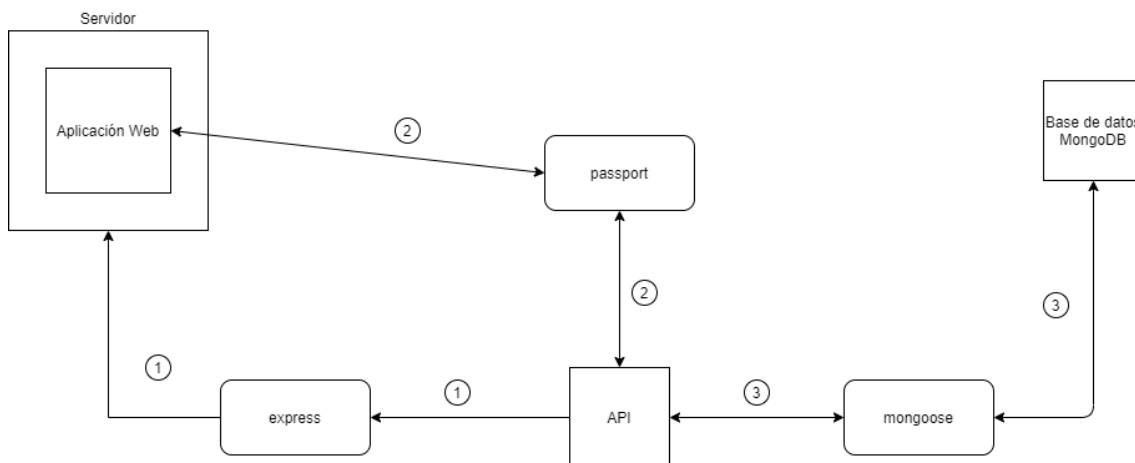 Servidor
Aplicación Web
2
passport
Base de datos
MongoDB
2
3
1
express
1
API
3
mongoose